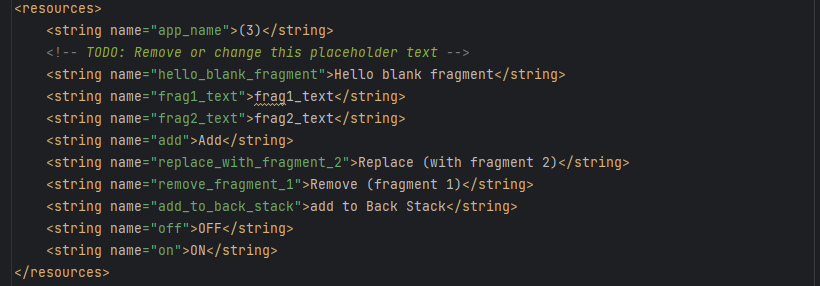 <resources>
<string name="app_name">(3)</string>
<!-- TODO: Remove or change this placeholder text -->
<string name="hello_blank_fragment">Hello blank fragment</string>
<string name="frag1_text">frag1_text</string>
<string name="frag2_text">frag2_text</string>
<string name="add">Add</string>
<string name="replace_with_fragment_2">Replace (with fragment 2)</string>
<string name="remove_fragment_1">Remove (fragment 1)</string>
<string name="add_to_back_stack">add to Back Stack</string>
<string name="off">OFF</string>
<string name="on">ON</string>
</resources>